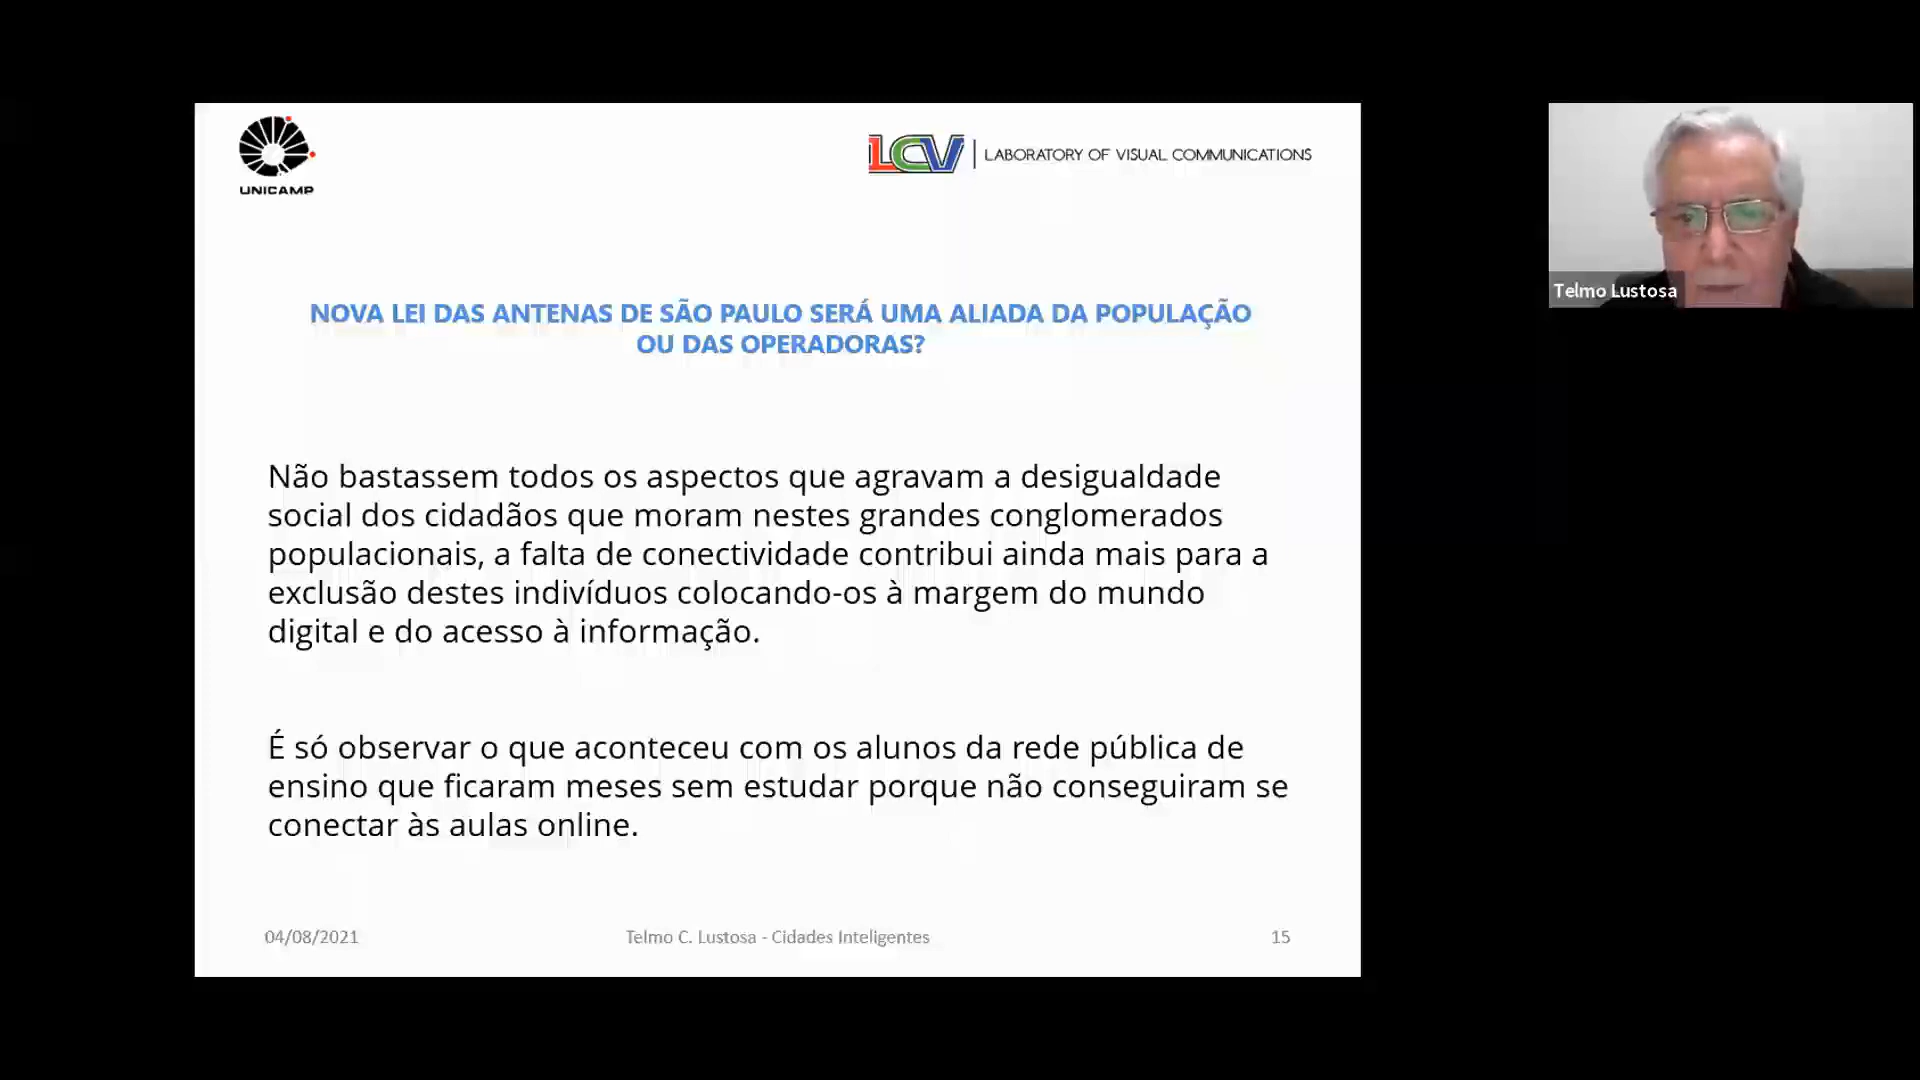 UNICAMP
LCV | LABORATORY OF VISUAL COMMUNICATIONS
Telmo Lustosa
NOVA LEI DAS ANTENAS DE SÃO PAULO SERÁ UMA ALIADA DA POPULAÇÃO
OU DAS OPERADORAS?
Não bastassem todos os aspectos que agravam a desigualdade
social dos cidadãos que moram nestes grandes conglomerados
populacionais, a falta de conectividade contribui ainda mais para a
exclusão destes indivíduos colocando-os à margem do mundo
digital e do acesso à informação.
É só observar o que aconteceu com os alunos da rede pública de
ensino que ficaram meses sem estudar porque não conseguiram se
conectar às aulas online.
04/08/2021 Telmo C. Lustosa - Cidades Inteligentes 15